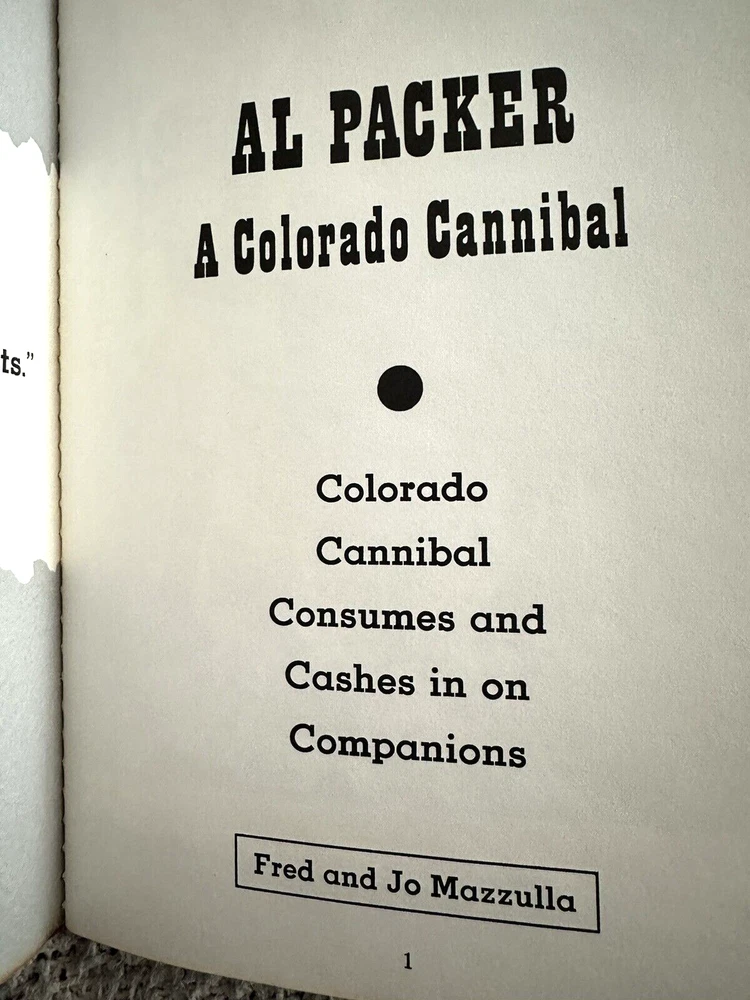 ts.”
AL PACKER
A Colorado Cannibal
Colorado
Cannibal
Consumes and
Cashes in on
Companions
Fred and Jo Mazzulla
1